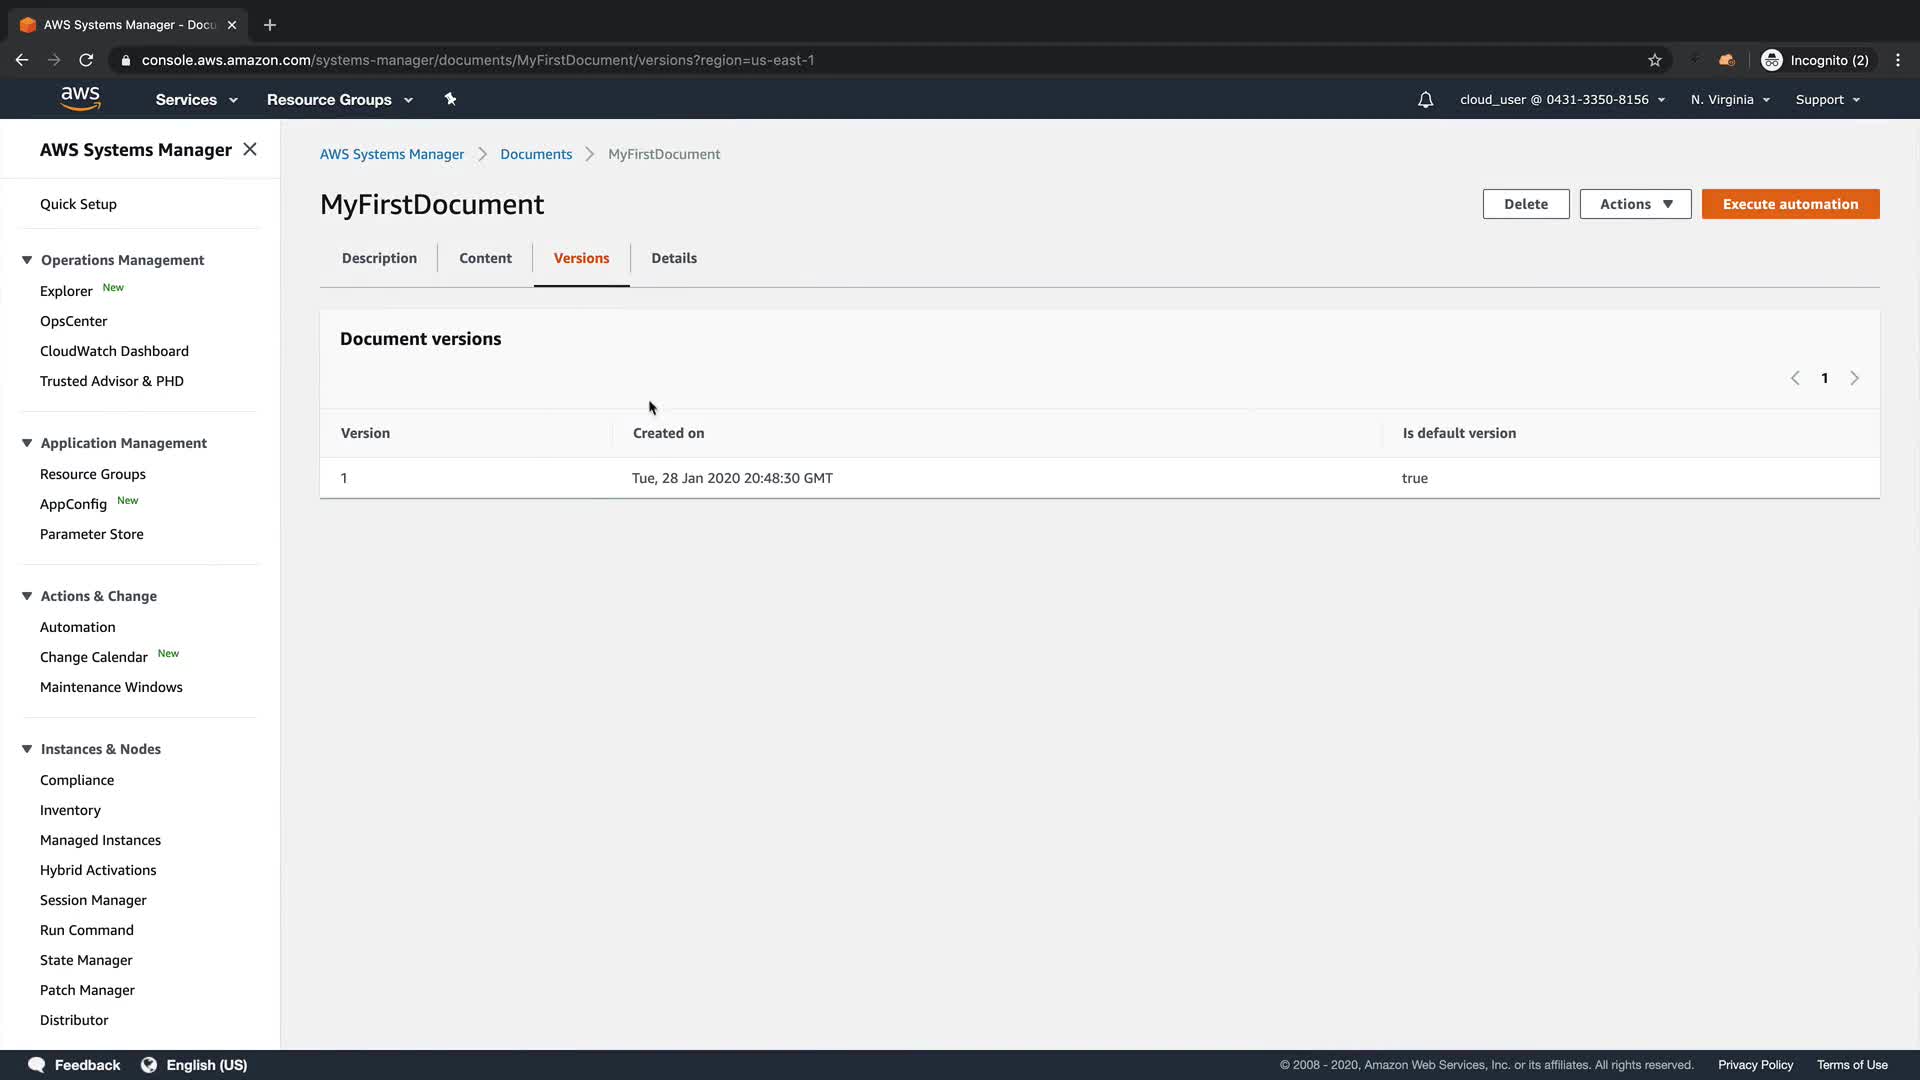 AWS Systems Manager - Docu
console.aws.amazon.com/systems-manager/documents/MyFirstDocument/versions?region=us-east-1
Incognito (2)
aws
Services
Resource Groups
cloud_user @ 0431-3350-8156
N. Virginia
Support
AWS Systems Manager
Quick Setup
Operations Management
Explorer New
OpsCenter
CloudWatch Dashboard
Trusted Advisor & PHD
Application Management
Resource Groups
AppConfig New
Parameter Store
Actions & Change
Automation
Change Calendar New
Maintenance Windows
Instances & Nodes
Compliance
Inventory
Managed Instances
Hybrid Activations
Session Manager
Run Command
State Manager
Patch Manager
Distributor
AWS Systems Manager
Documents
MyFirstDocument
MyFirstDocument
Delete
Actions
Execute automation
Description
Content
Versions
Details
Document versions
1
Version Created on Is default version
1 Tue, 28 Jan 2020 20:48:30 GMT true
Feedback
English (US)
© 2008 - 2020, Amazon Web Services, Inc. or its affiliates. All rights reserved.
Privacy Policy
Terms of Use